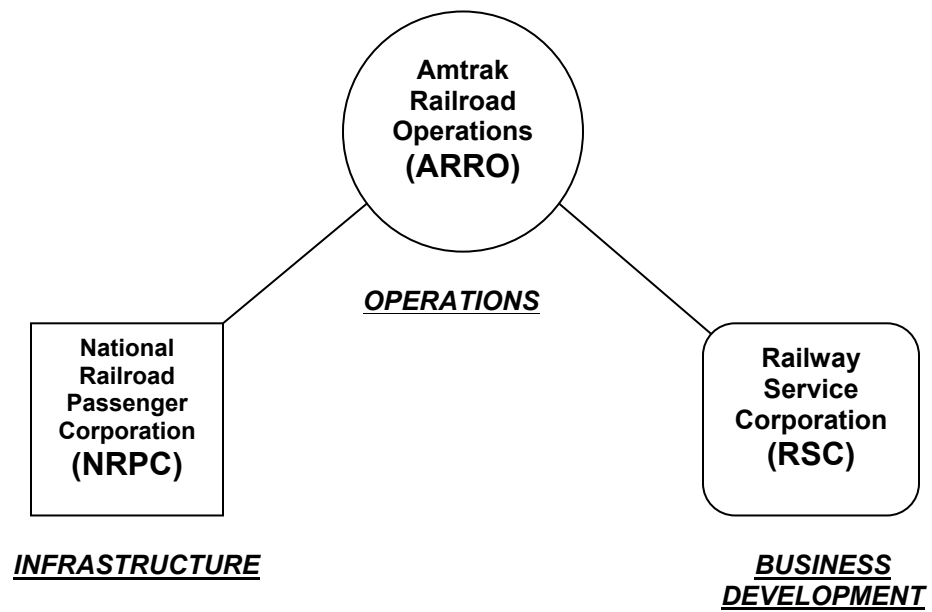 Amtrak
Railroad
Operations
(ARRO)
OPERATIONS
National
Railroad
Passenger
Corporation
(NRPC)
INFRASTRUCTURE
Railway
Service
Corporation
(RSC)
BUSINESS
DEVELOPMENT